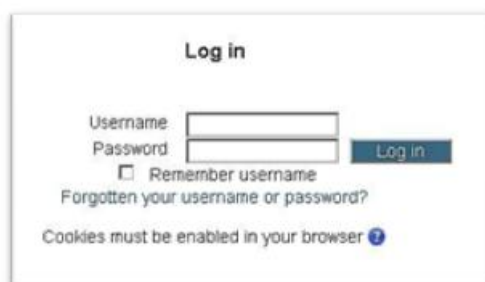 Log in
Username
Password Log in
Remember username
Forgotten your username or password?
Cookies must be enabled in your browser ?